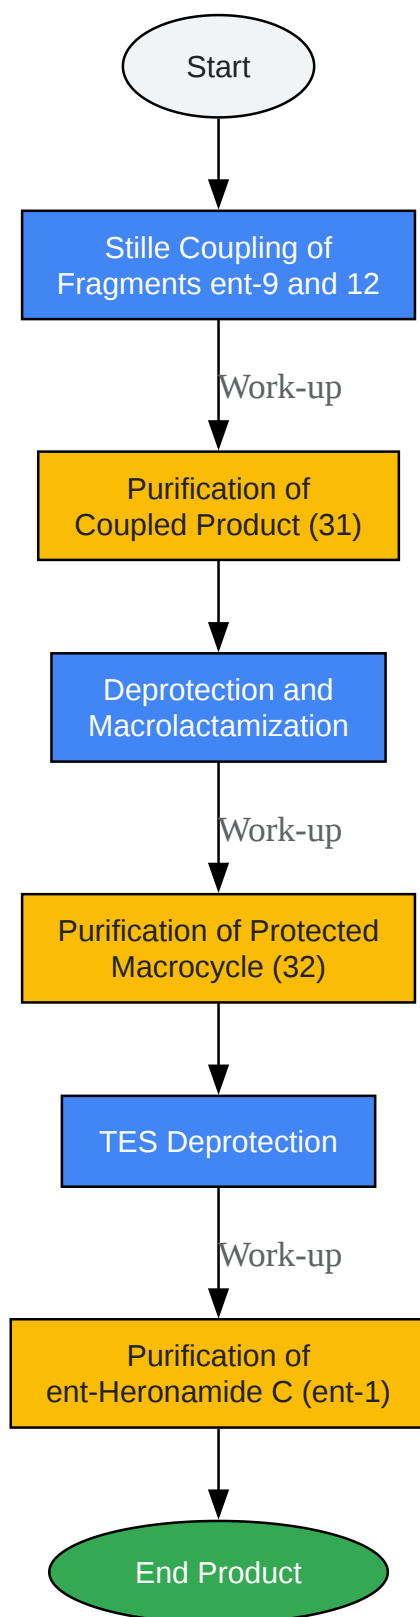 Start
Stille Coupling of
Fragments ent-9 and 12
Work-up
Purification of
Coupled Product (31)
Deprotection and
Macrolactamization
Work-up
Purification of Protected
Macrocycle (32)
TES Deprotection
Work-up
Purification of
ent-Heronamide C (ent-1)
End Product